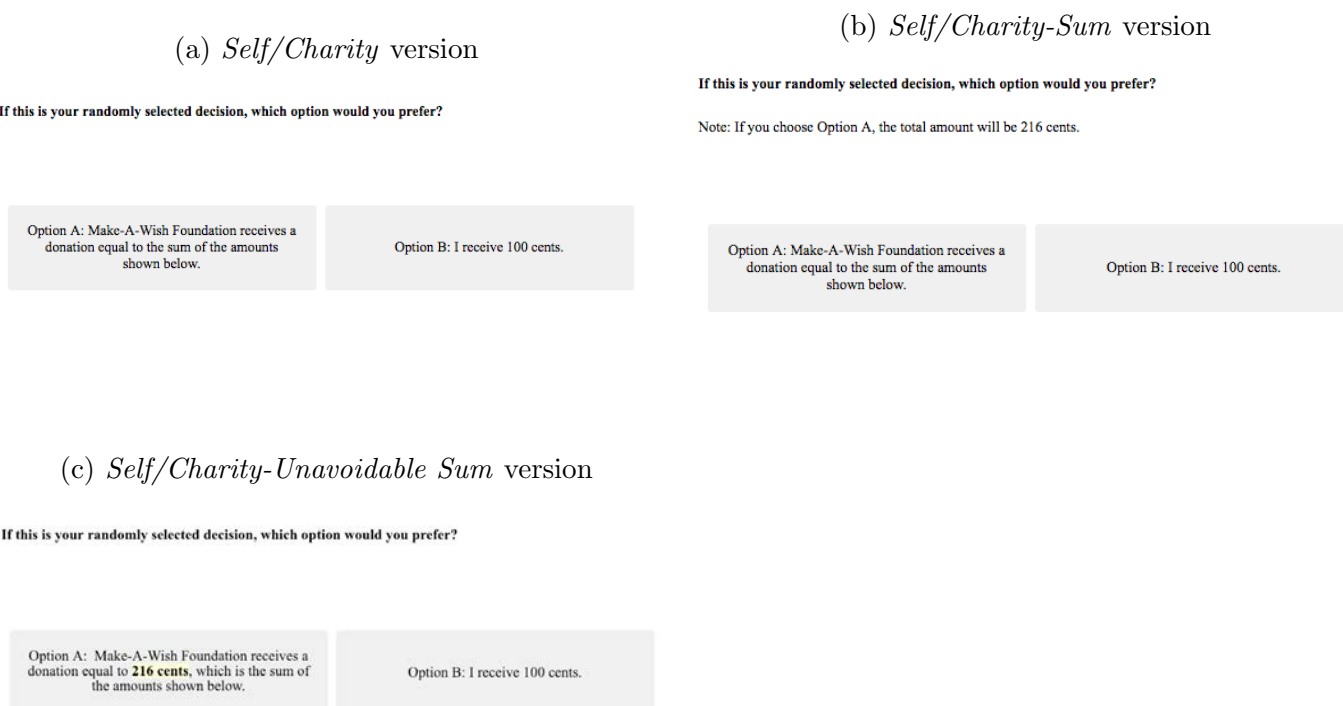 (a) Self/Charity version
If this is your randomly selected decision, which option would you prefer?
Option A: Make-A-Wish Foundation receives a
donation equal to the sum of the amounts
shown below.
Option B: I receive 100 cents.
(b) Self/Charity-Sum version
If this is your randomly selected decision, which option would you prefer?
Note: If you choose Option A, the total amount will be 216 cents.
Option A: Make-A-Wish Foundation receives a
donation equal to the sum of the amounts
shown below.
Option B: I receive 100 cents.
(c) Self/Charity-Unavoidable Sum version
If this is your randomly selected decision, which option would you prefer?
Option A: Make-A-Wish Foundation receives a
donation equal to 216 cents, which is the sum of
the amounts shown below.
Option B: I receive 100 cents.